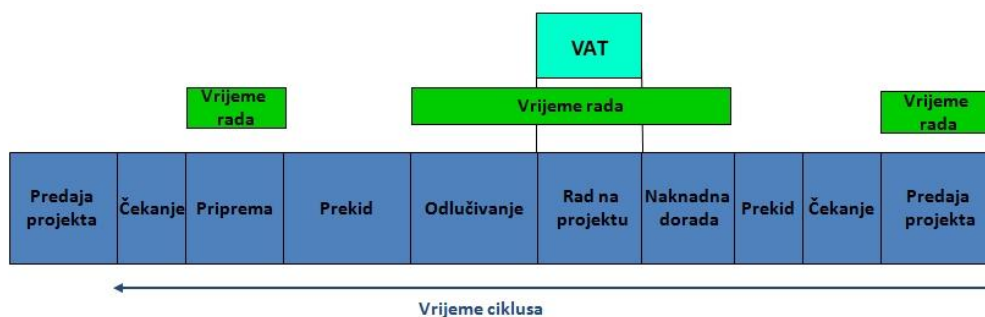 VAT
Vrijeme
rada
Vrijeme rada
Vrijeme
rada
Predaja
projekta
Čekanje
Priprema
Prekid
Odlučivanje
Rad na
projektu
Naknadna
dorada
Prekid
Čekanje
Predaja
projekta
Vrijeme ciklusa